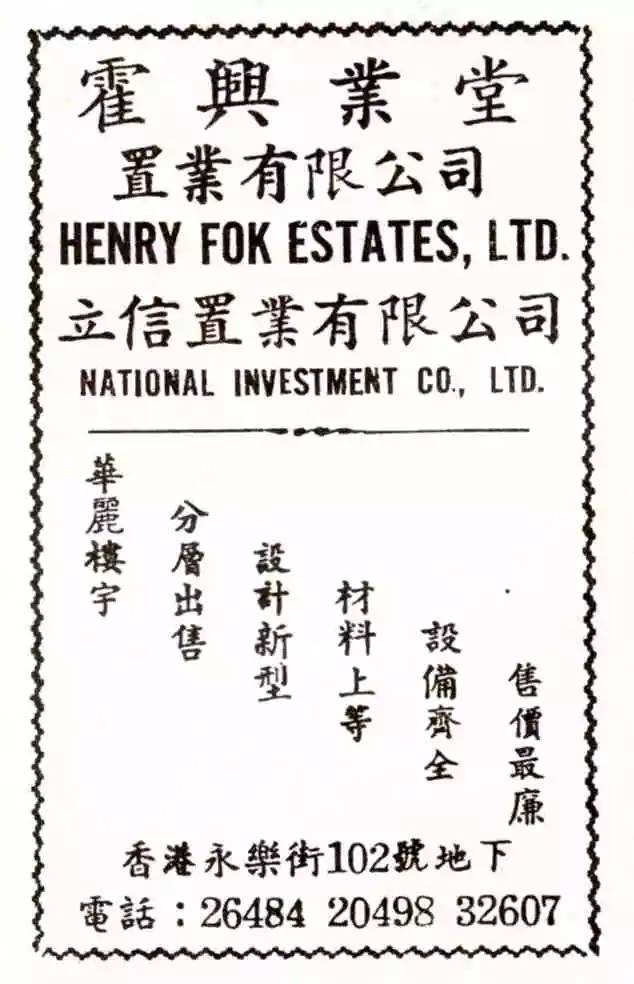 霍興業堂
置業有限公司
HENRY FOK ESTATES, LTD.
立信置業有限公司
NATIONAL INVESTMENT CO., LTD.
華麗樓宇
分層出售
設計新型
材料上等
設備齊全
售價最廉
香港永樂街102號地下
電話：26484 20498 32607